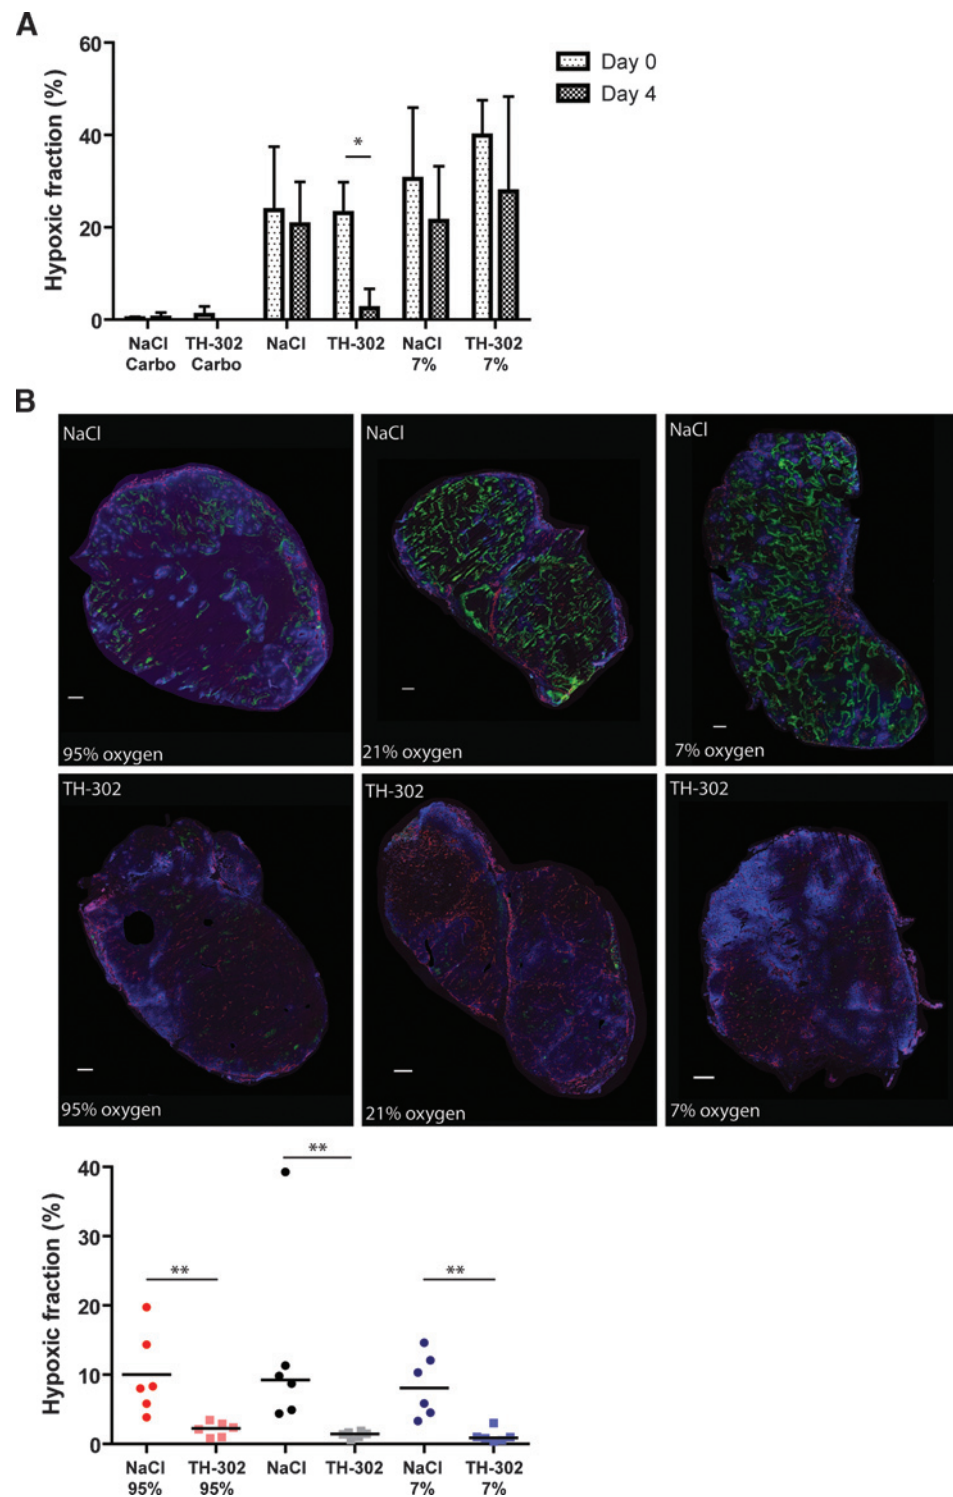 A
Hypoxic fraction (%)
60
40
20
0
*
Day 0
Day 4
NaCl
Carbo
TH-302
Carbo
NaCl
TH-302
NaCl
7%
TH-302
7%
B
NaCl
95% oxygen
NaCl
21% oxygen
NaCl
7% oxygen
TH-302
95% oxygen
TH-302
21% oxygen
TH-302
7% oxygen
Hypoxic fraction (%)
40
30
20
10
0
**
**
**
NaCl
95%
TH-302
95%
NaCl
TH-302
NaCl
7%
TH-302
7%